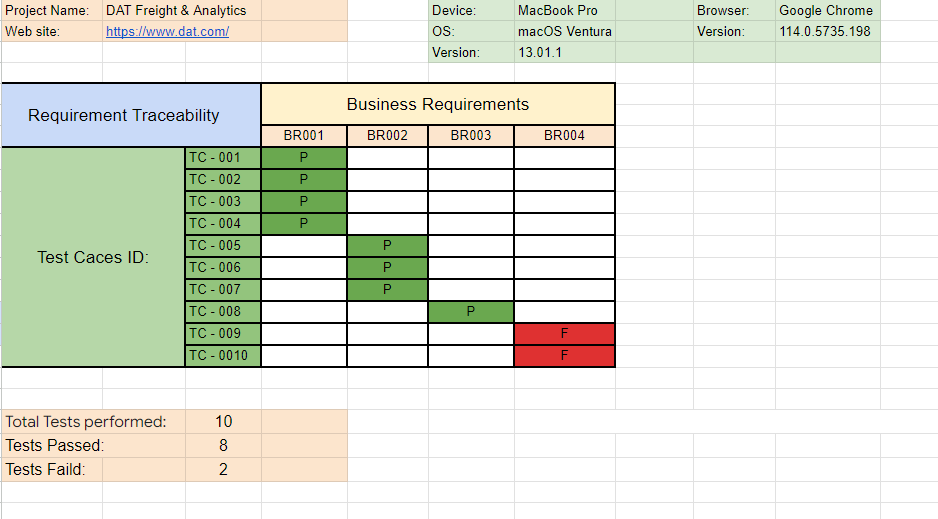 Project Name: DAT Freight & Analytics Device: MacBook Pro Browser: Google Chrome
Web site: https://www.dat.com/ OS: macOS Ventura Version: 114.0.5735.198
Version: 13.01.1
Requirement Traceability Business Requirements
BR001 BR002 BR003 BR004
Test Caces ID:
TC - 001 P
TC - 002 P
TC - 003 P
TC - 004 P
TC - 005 P
TC - 006 P
TC - 007 P
TC - 008 P
TC - 009 F
TC - 0010 F
Total Tests performed: 10
Tests Passed: 8
Tests Faild: 2